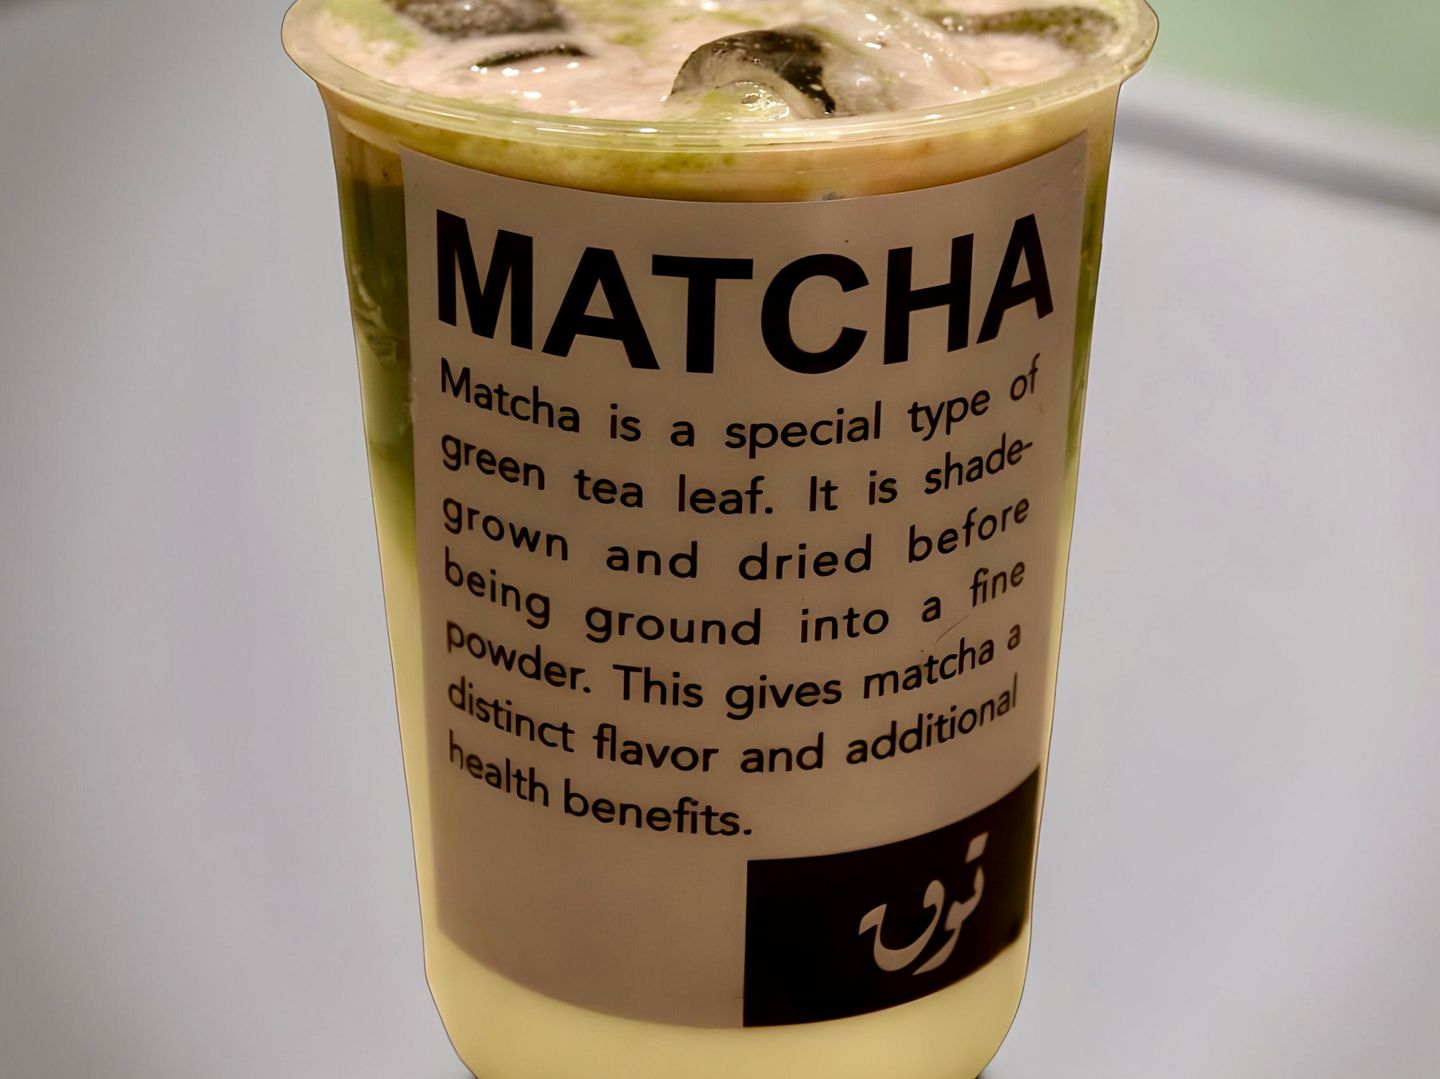 MATCHA
Matcha is a special type of
green tea leaf. It is shade-
grown and dried before
being ground into a fine
powder. This gives matcha a
distinct flavor and additional
health benefits.